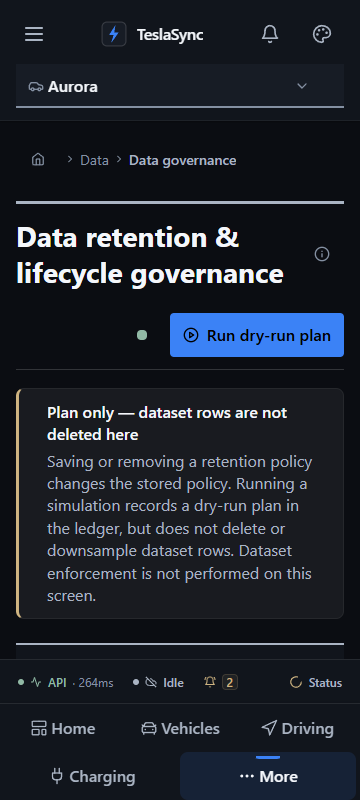 TeslaSync
Aurora
Data
Data governance
Data retention &
lifecycle governance
Run dry-run plan
Plan only — dataset rows are not
deleted here
Saving or removing a retention policy
changes the stored policy. Running a
simulation records a dry-run plan in
the ledger, but does not delete or
downsample dataset rows. Dataset
enforcement is not performed on this
screen.
API · 264ms Idle 2 Status
Home Vehicles Driving
Charging More